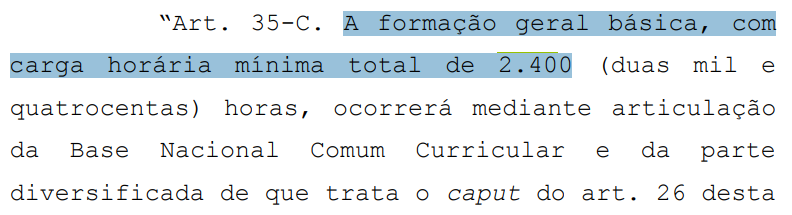 “Art. 35-C. A formação geral básica, com
carga horária mínima total de 2.400 (duas mil e
quatrocentas) horas, ocorrerá mediante articulação
da Base Nacional Comum Curricular e da parte
diversificada de que trata o caput do art. 26 desta